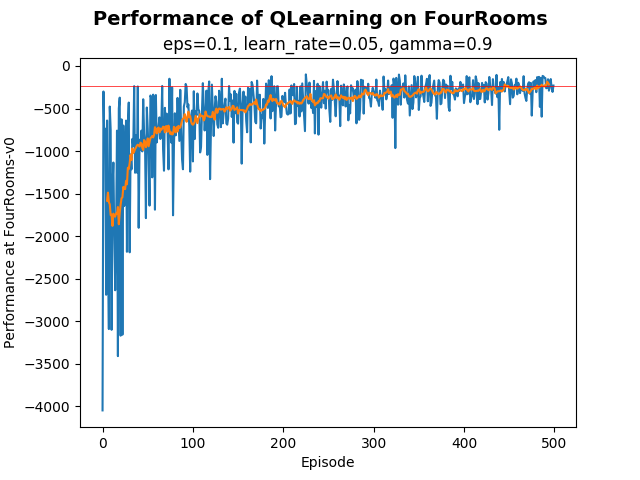 Performance of QLearning on FourRooms
eps=0.1, learn_rate=0.05, gamma=0.9
Performance at FourRooms-v0
0
−500
−1000
−1500
−2000
−2500
−3000
−3500
−4000
0 100 200 300 400 500
Episode